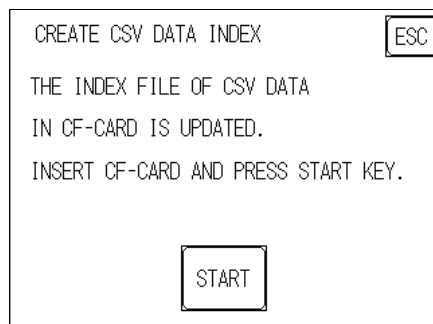 CREATE CSV DATA INDEX
ESC
THE INDEX FILE OF CSV DATA
IN CF-CARD IS UPDATED.
INSERT CF-CARD AND PRESS START KEY.
START